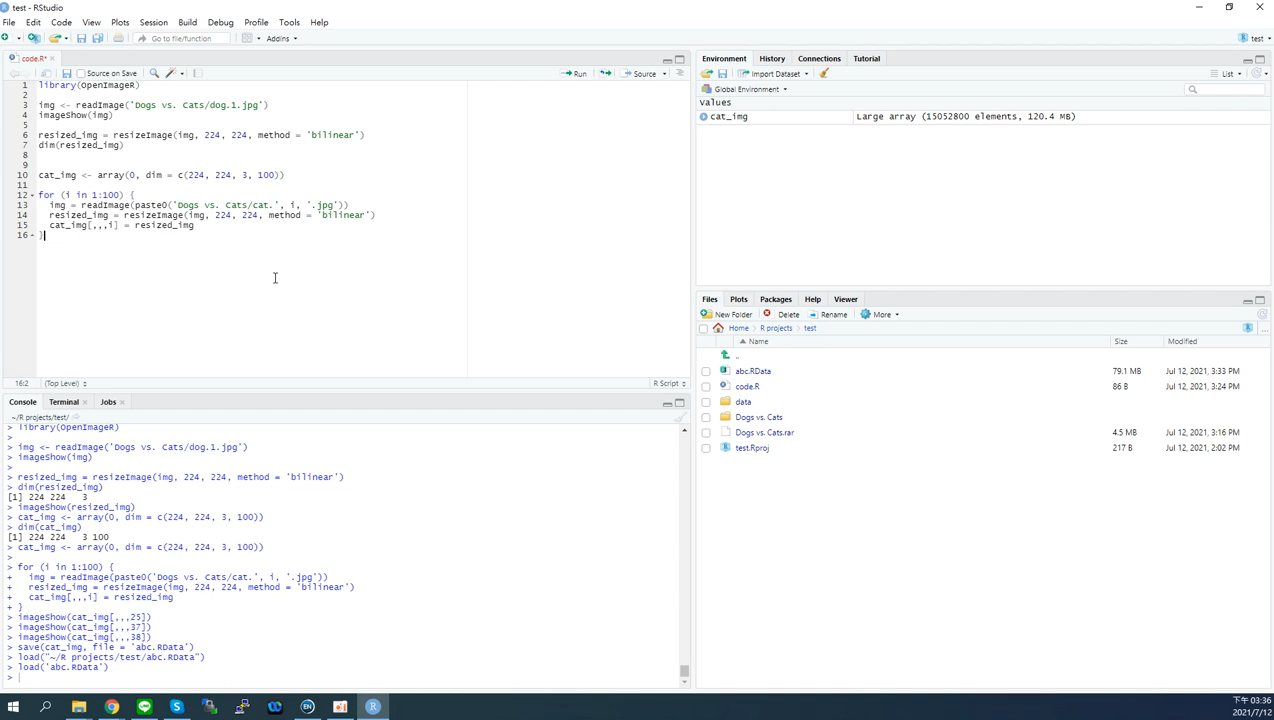 test - RStudio
File Edit Code View Plots Session Build Debug Profile Tools Help
Go to file/function Addins test
code.R*
Source on Save Run Source
1 library(OpenImageR)
2
3 img <- readImage('Dogs vs. Cats/dog.1.jpg')
4 imageShow(img)
5
6 resized_img <- resizeImage(img, 224, 224, method = 'bilinear')
7 dim(resized_img)
8
9
10 cat_img <- array(0, dim = c(224, 224, 3, 100))
11
12 for (i in 1:100) {
13 img = readImage(paste0('Dogs vs. Cats/cat.', i, '.jpg'))
14 resized_img = resizeImage(img, 224, 224, method = 'bilinear')
15 cat_img[,,,i] = resized_img
16 }
16:2 (Top Level) R Script
Console Terminal Jobs
~/R projects/test/
> library(OpenImageR)
>
> img <- readImage('Dogs vs. Cats/dog.1.jpg')
> imageShow(img)
>
> resized_img <- resizeImage(img, 224, 224, method = 'bilinear')
> dim(resized_img)
[1] 224 224 3
> imageShow(resized_img)
> cat_img <- array(0, dim = c(224, 224, 3, 100))
> dim(cat_img)
[1] 224 224 3 100
> cat_img <- array(0, dim = c(224, 224, 3, 100))
>
> for (i in 1:100) {
+ img = readImage(paste0('Dogs vs. Cats/cat.', i, '.jpg'))
+ resized_img = resizeImage(img, 224, 224, method = 'bilinear')
+ cat_img[,,,i] = resized_img
+ }
> imageShow(cat_img[,,,25])
> imageShow(cat_img[,,,37])
> imageShow(cat_img[,,,38])
> save(cat_img, file = 'abc.RData')
> load("~/R projects/test/abc.RData")
> load('abc.RData')
>
Environment History Connections Tutorial
Import Dataset List
Global Environment
Values
cat_img Large array (15052800 elements, 120.4 MB)
Files Plots Packages Help Viewer
New Folder Delete Rename More
Home R projects test
Name Size Modified
..
abc.RData 79.1 MB Jul 12, 2021, 3:33 PM
code.R 86 B Jul 12, 2021, 3:24 PM
data
Dogs vs. Cats
Dogs vs. Cats.rar 4.5 MB Jul 12, 2021, 3:16 PM
test.Rproj 217 B Jul 12, 2021, 2:02 PM
EN
下午 03:36
2021/7/12